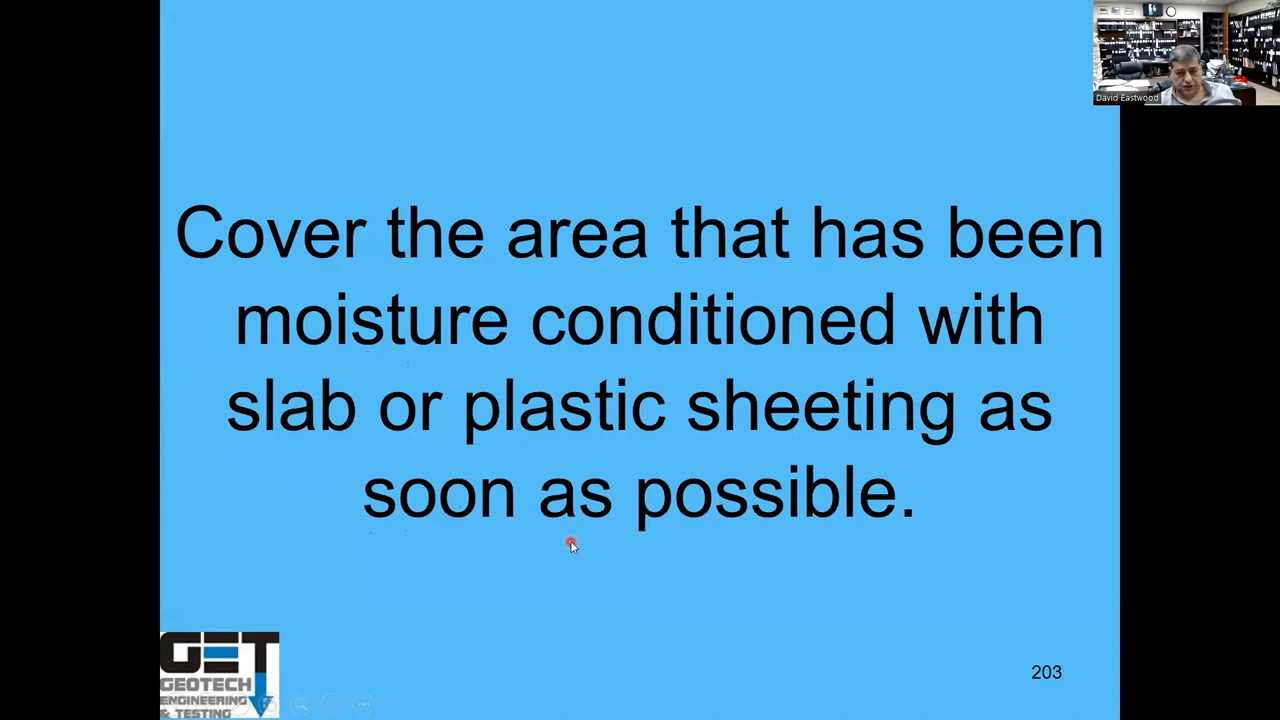 David Eastwood
Cover the area that has been
moisture conditioned with
slab or plastic sheeting as
soon as possible.
GET
GEOTECH
ENGINEERING
& TESTING
203